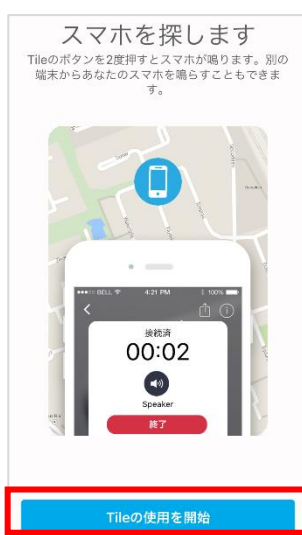 スマホを探します
Tileのボタンを2度押すとスマホが鳴ります。別の
端末からあなたのスマホを鳴らすこともできま
す。
BELL 4:21 PM 100%
接続済
00:02
Speaker
終了
Tileの使用を開始